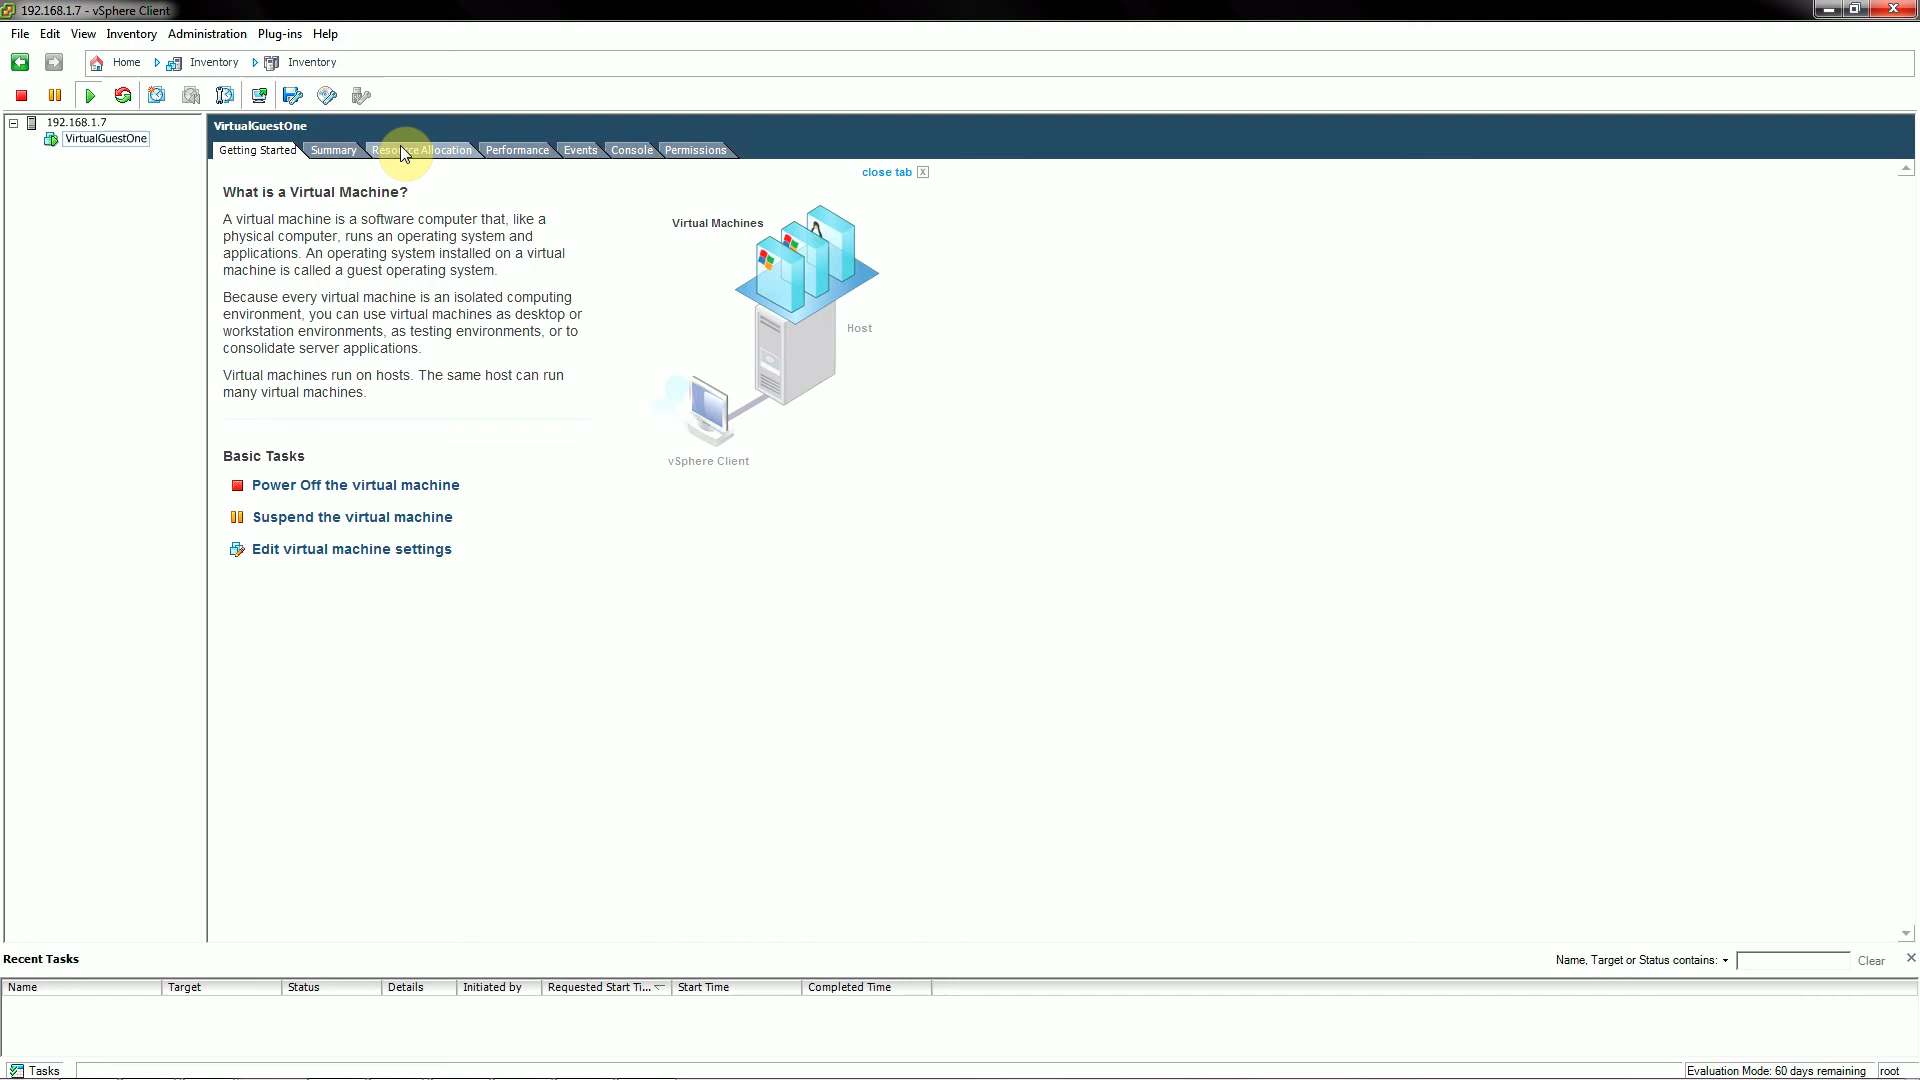 192.168.1.7 - vSphere Client
File Edit View Inventory Administration Plug-ins Help
Home Inventory Inventory
192.168.1.7
VirtualGuestOne
VirtualGuestOne
Getting Started Summary Resource Allocation Performance Events Console Permissions
close tab X
What is a Virtual Machine?
A virtual machine is a software computer that, like a
physical computer, runs an operating system and
applications. An operating system installed on a virtual
machine is called a guest operating system.
Because every virtual machine is an isolated computing
environment, you can use virtual machines as desktop or
workstation environments, as testing environments, or to
consolidate server applications.
Virtual machines run on hosts. The same host can run
many virtual machines.
Virtual Machines
Host
vSphere Client
Basic Tasks
Power Off the virtual machine
Suspend the virtual machine
Edit virtual machine settings
Recent Tasks
Name, Target or Status contains: Clear
Name Target Status Details Initiated by Requested Start Ti... Start Time Completed Time
Tasks
Evaluation Mode: 60 days remaining root